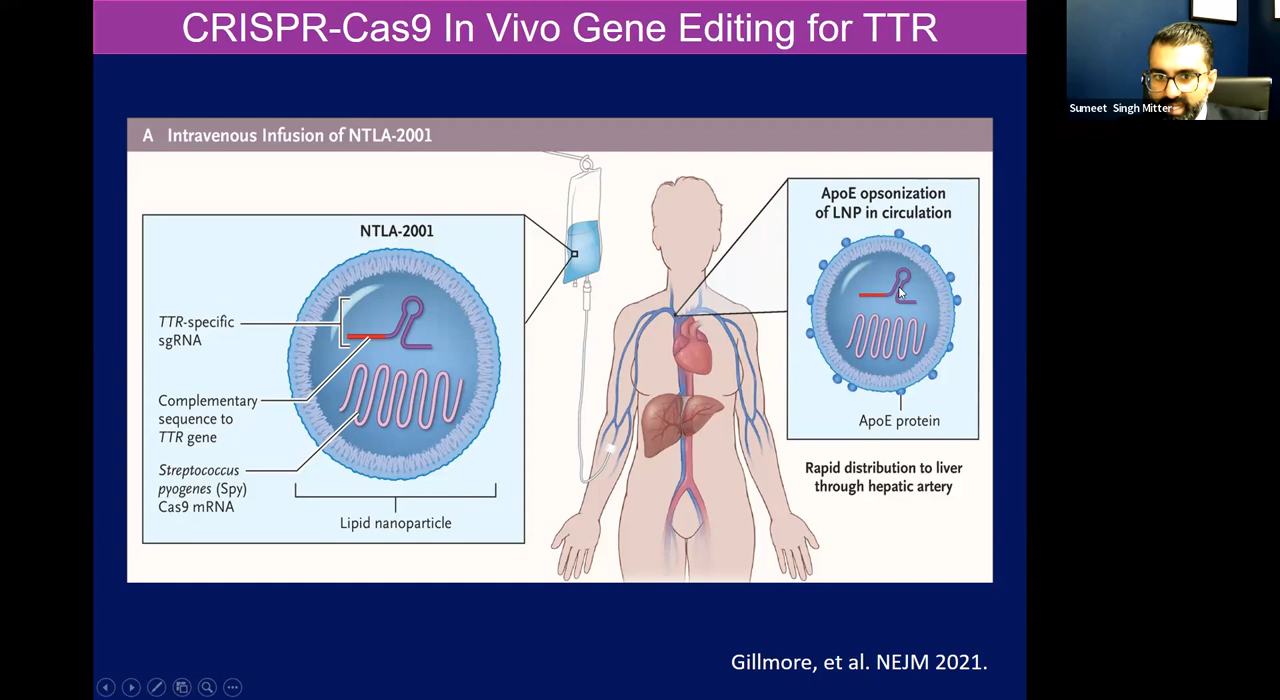 CRISPR-Cas9 In Vivo Gene Editing for TTR
Sumeet Singh Mitter
A Intravenous Infusion of NTLA-2001
NTLA-2001
TTR-specific
sgRNA
Complementary
sequence to
TTR gene
Streptococcus
pyogenes (Spy)
Cas9 mRNA
Lipid nanoparticle
ApoE opsonization
of LNP in circulation
ApoE protein
Rapid distribution to liver
through hepatic artery
Gillmore, et al. NEJM 2021.